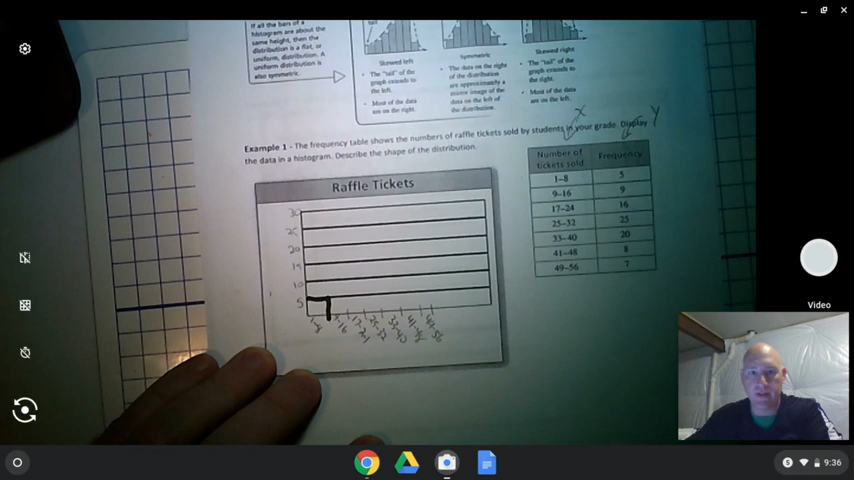 If all the bars of a
histogram are about the
same height, then the
distribution is a flat, or
uniform, distribution. A
uniform distribution is
also symmetric.
tail
Skewed left
• The "tail" of the
graph extends to
the left.
• Most of the data
are on the right.
Symmetric
• The data on the right
of the distribution
are approximately a
mirror image of the
data on the left of
the distribution.
Skewed right
• The "tail" of the
graph extends to
the right.
• Most of the data
are on the left.
X
Y
Example 1 - The frequency table shows the numbers of raffle tickets sold by students in your grade. Display
the data in a histogram. Describe the shape of the distribution.
Raffle Tickets
30
25
20
15
10
5
1-8
9-16
17-24
25-32
33-40
41-48
49-56
Number of tickets sold Frequency
1–8 5
9–16 9
17–24 16
25–32 25
33–40 20
41–48 8
49–56 7
Video
9:36